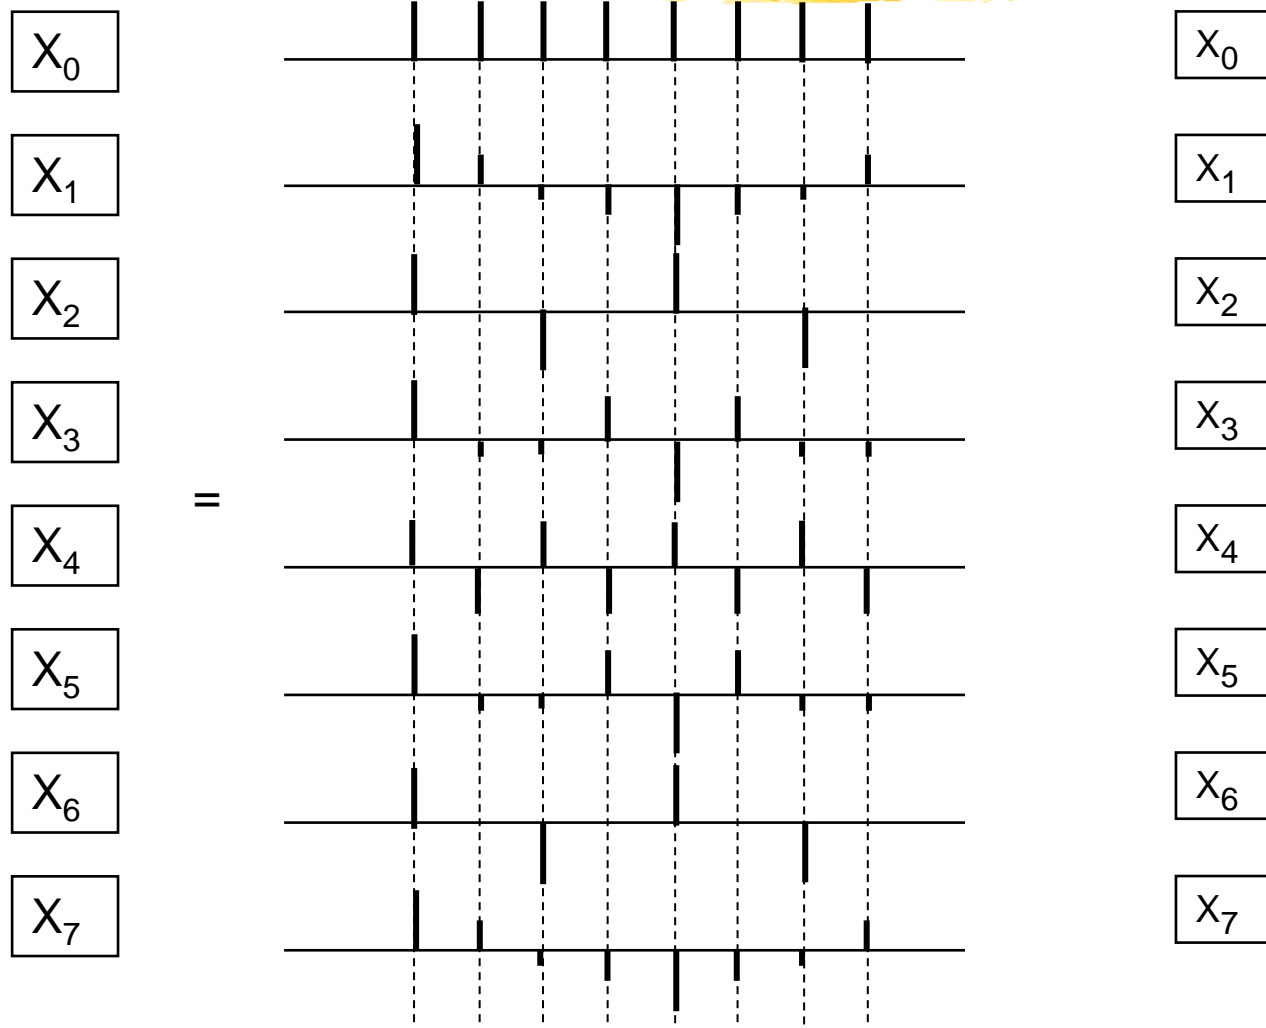 X₀ X₀
X₁ X₁
X₂ X₂
X₃ X₃
=
X₄ X₄
X₅ X₅
X₆ X₆
X₇ X₇